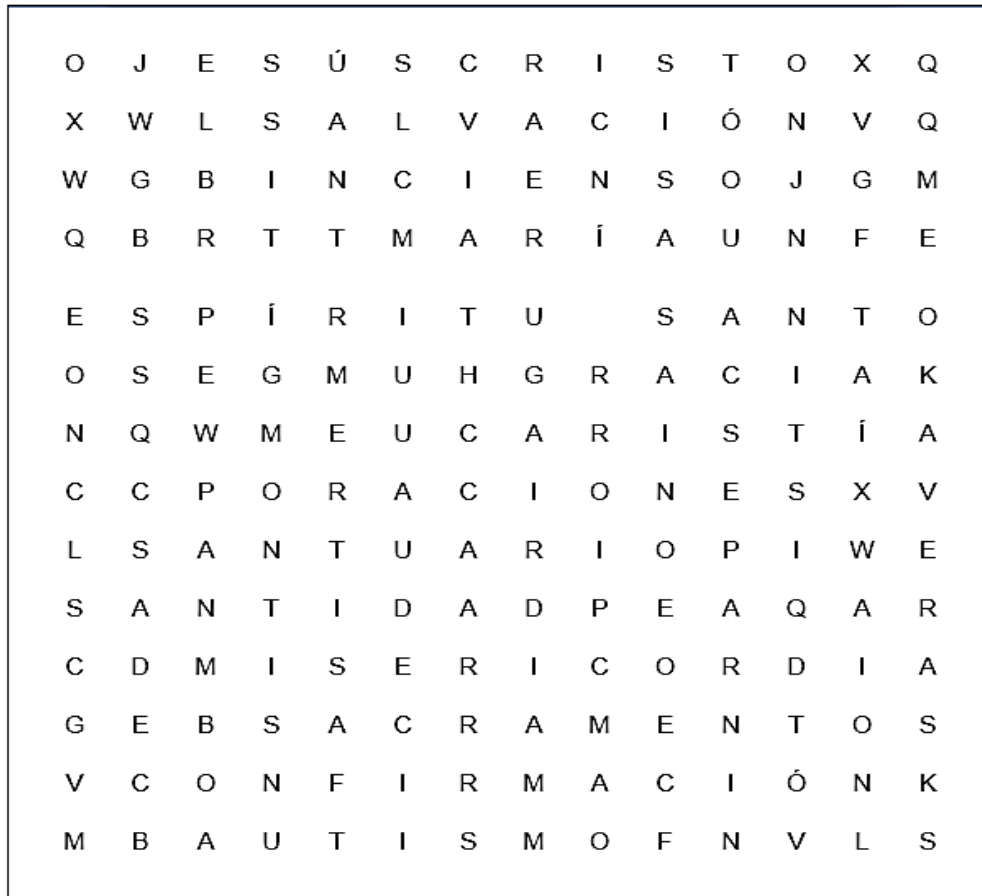 O J E S Ú S C R I S T O X Q
X W L S A L V A C I Ó N V Q
W G B I N C I E N S O J G M
Q B R T T M A R Í A U N F E
E S P Í R I T U S A N T O
O S E G M U H G R A C I A K
N Q W M E U C A R I S T Í A
C C P O R A C I O N E S X V
L S A N T U A R I O P I W E
S A N T I D A D P E A Q A R
C D M I S E R I C O R D I A
G E B S A C R A M E N T O S
V C O N F I R M A C I Ó N K
M B A U T I S M O F N V L S